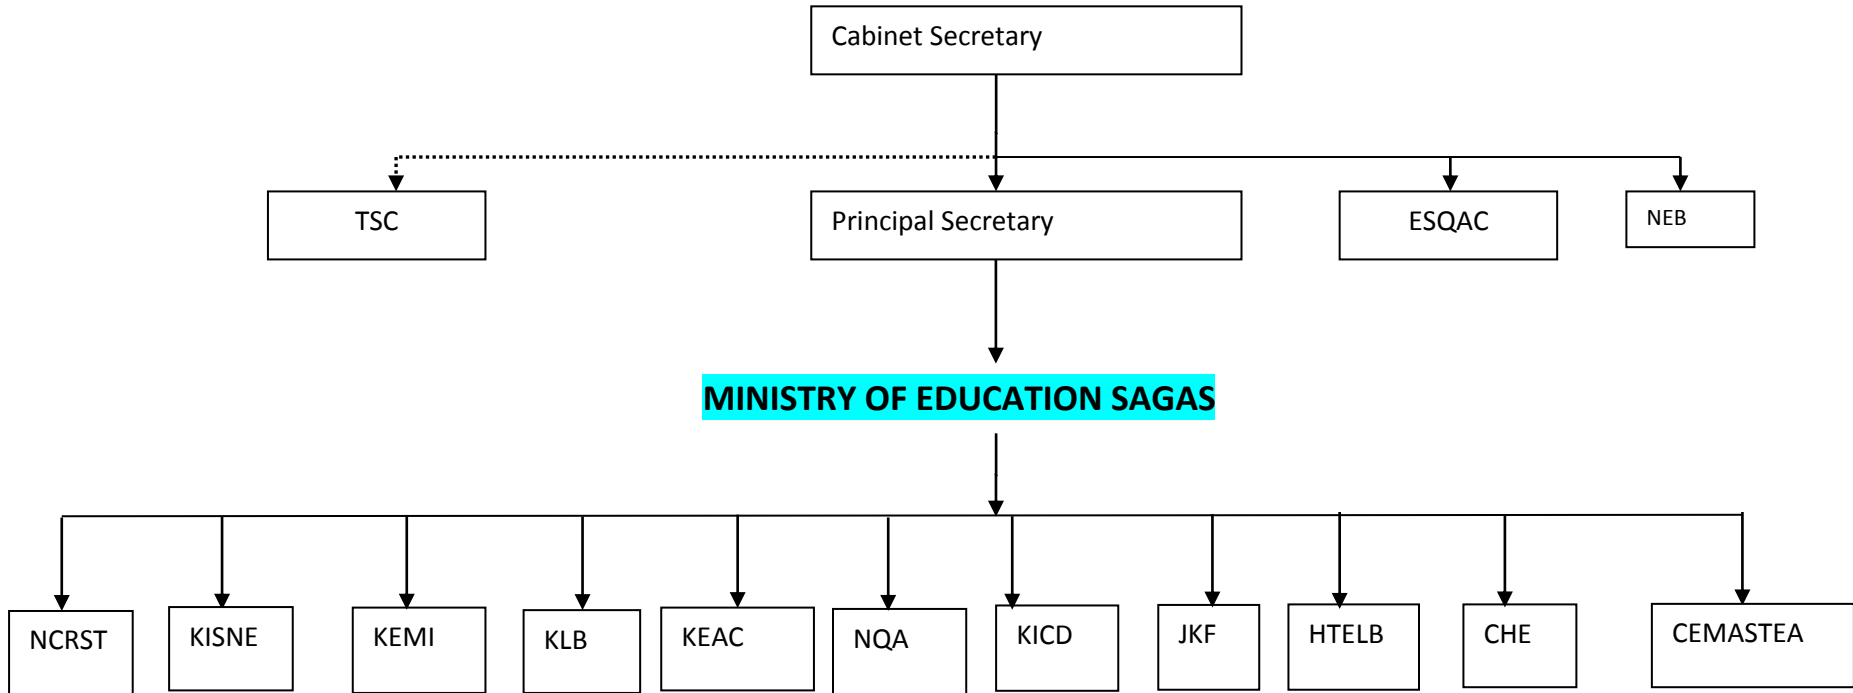 Cabinet Secretary
TSC
Principal Secretary
ESQAC
NEB
MINISTRY OF EDUCATION SAGAS
NCRST
KISNE
KEMI
KLB
KEAC
NQA
KICD
JKF
HTELB
CHE
CEMASTEA